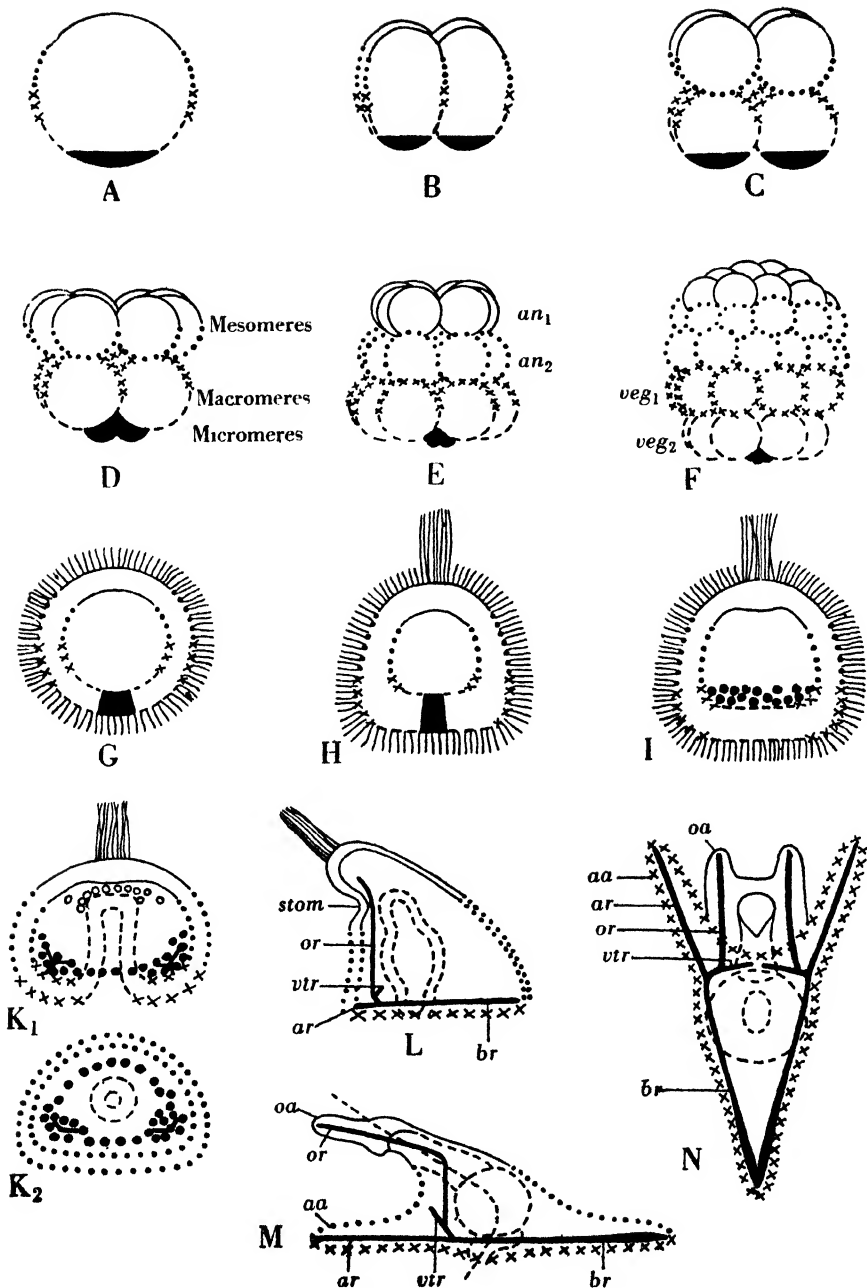 A
B
C
Mesomeres
Macromeres
Micromeres
D
an₁
an₂
E
veg₁
veg₂
F
G
H
I
K₁
K₂
stom
or
vtr
ar
L
br
oa
or
aa
M
ar
vtr
br
oa
aa
ar
or
vtr
br
N